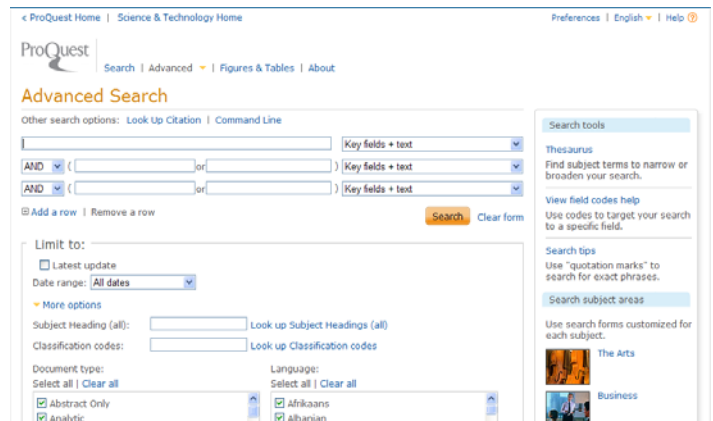 < ProQuest Home | Science & Technology Home
Preferences | English | Help ?
ProQuest
Search | Advanced | Figures & Tables | About
Advanced Search
Other search options: Look Up Citation | Command Line
Key fields + text
AND ( or ) Key fields + text
AND ( or ) Key fields + text
Add a row | Remove a row
Search Clear form
Limit to:
Latest update
Date range: All dates
More options
Subject Heading (all): Look up Subject Headings (all)
Classification codes: Look up Classification codes
Document type:
Select all | Clear all
Abstract Only
Analytic
Language:
Select all | Clear all
Afrikaans
Albanian
Search tools
Thesaurus
Find subject terms to narrow or
broaden your search.
View field codes help
Use codes to target your search
to a specific field.
Search tips
Use "quotation marks" to
search for exact phrases.
Search subject areas
Use search forms customized for
each subject.
The Arts
Business